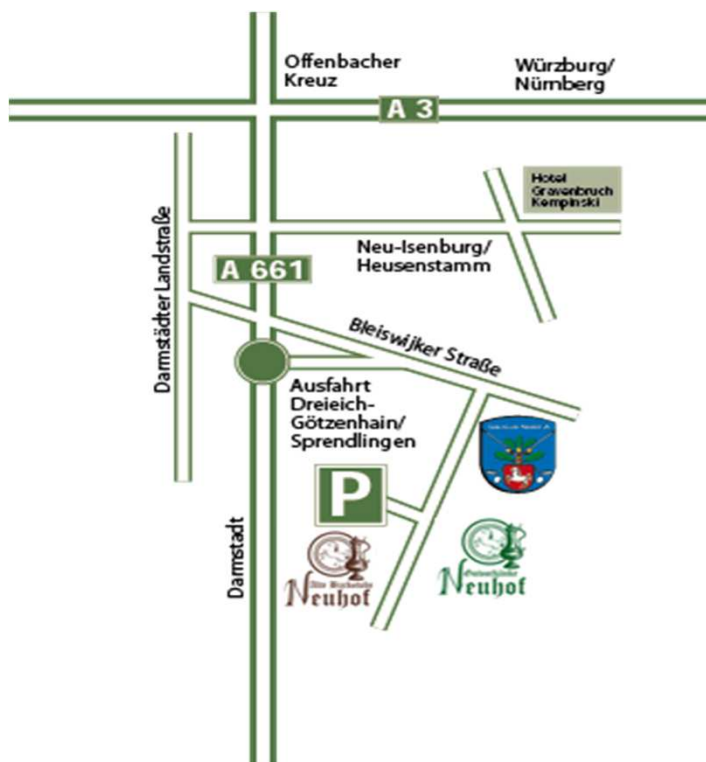 Offenbacher
Kreuz
Würzburg/
Nürnberg
A 3
Hotel
Gravenbruch
Kempinski
Darmstädter Landstraße
Neu-Isenburg/
Heusenstamm
A 661
Bleiswijker Straße
Ausfahrt
Dreieich-
Götzenhain/
Sprendlingen
P
Darmstadt
Neuhof
Neuhof